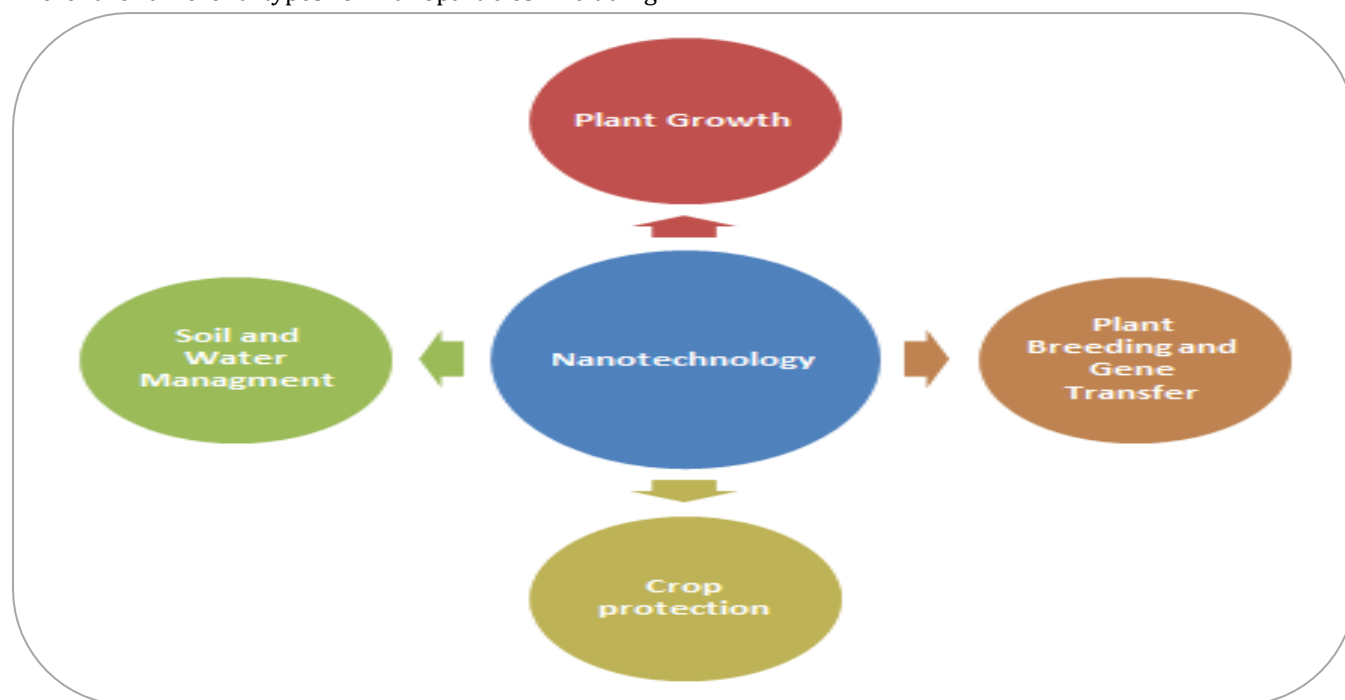 Plant Growth
Soil and
Water
Managment
Nanotechnology
Plant
Breeding and
Gene
Transfer
Crop
protection